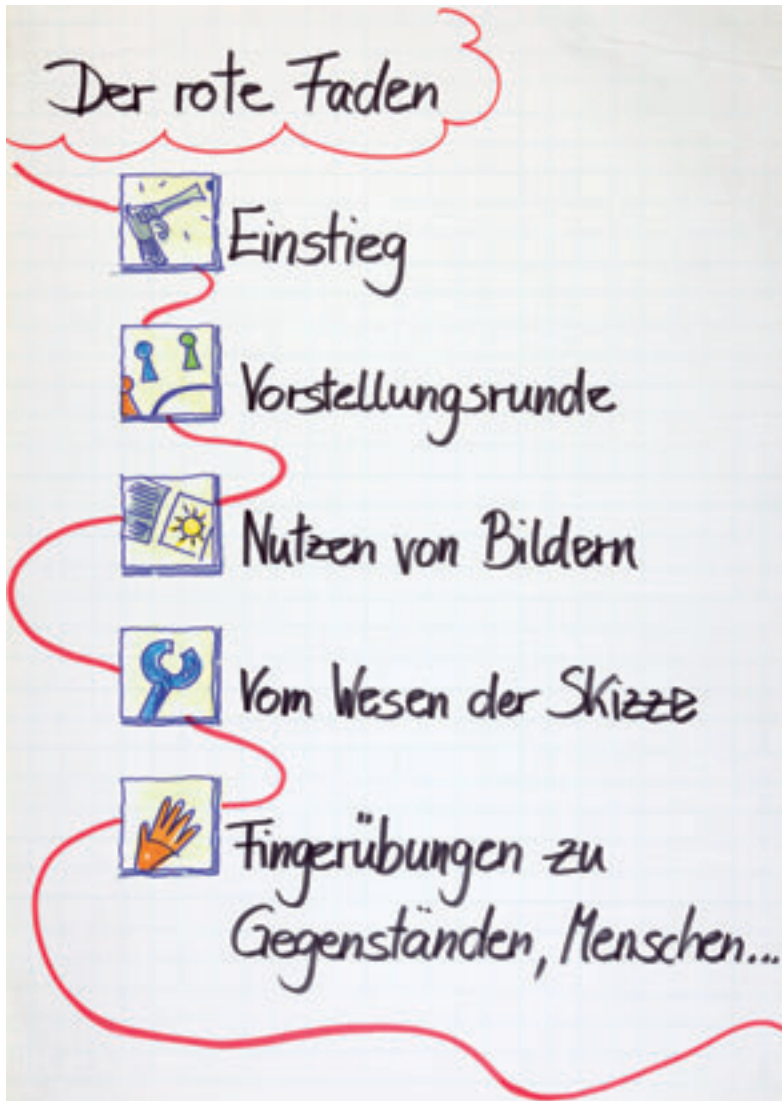 Der rote Faden
Einstieg
Vorstellungsrunde
Nutzen von Bildern
Vom Wesen der Skizze
Fingerübungen zu
Gegenständen, Menschen...